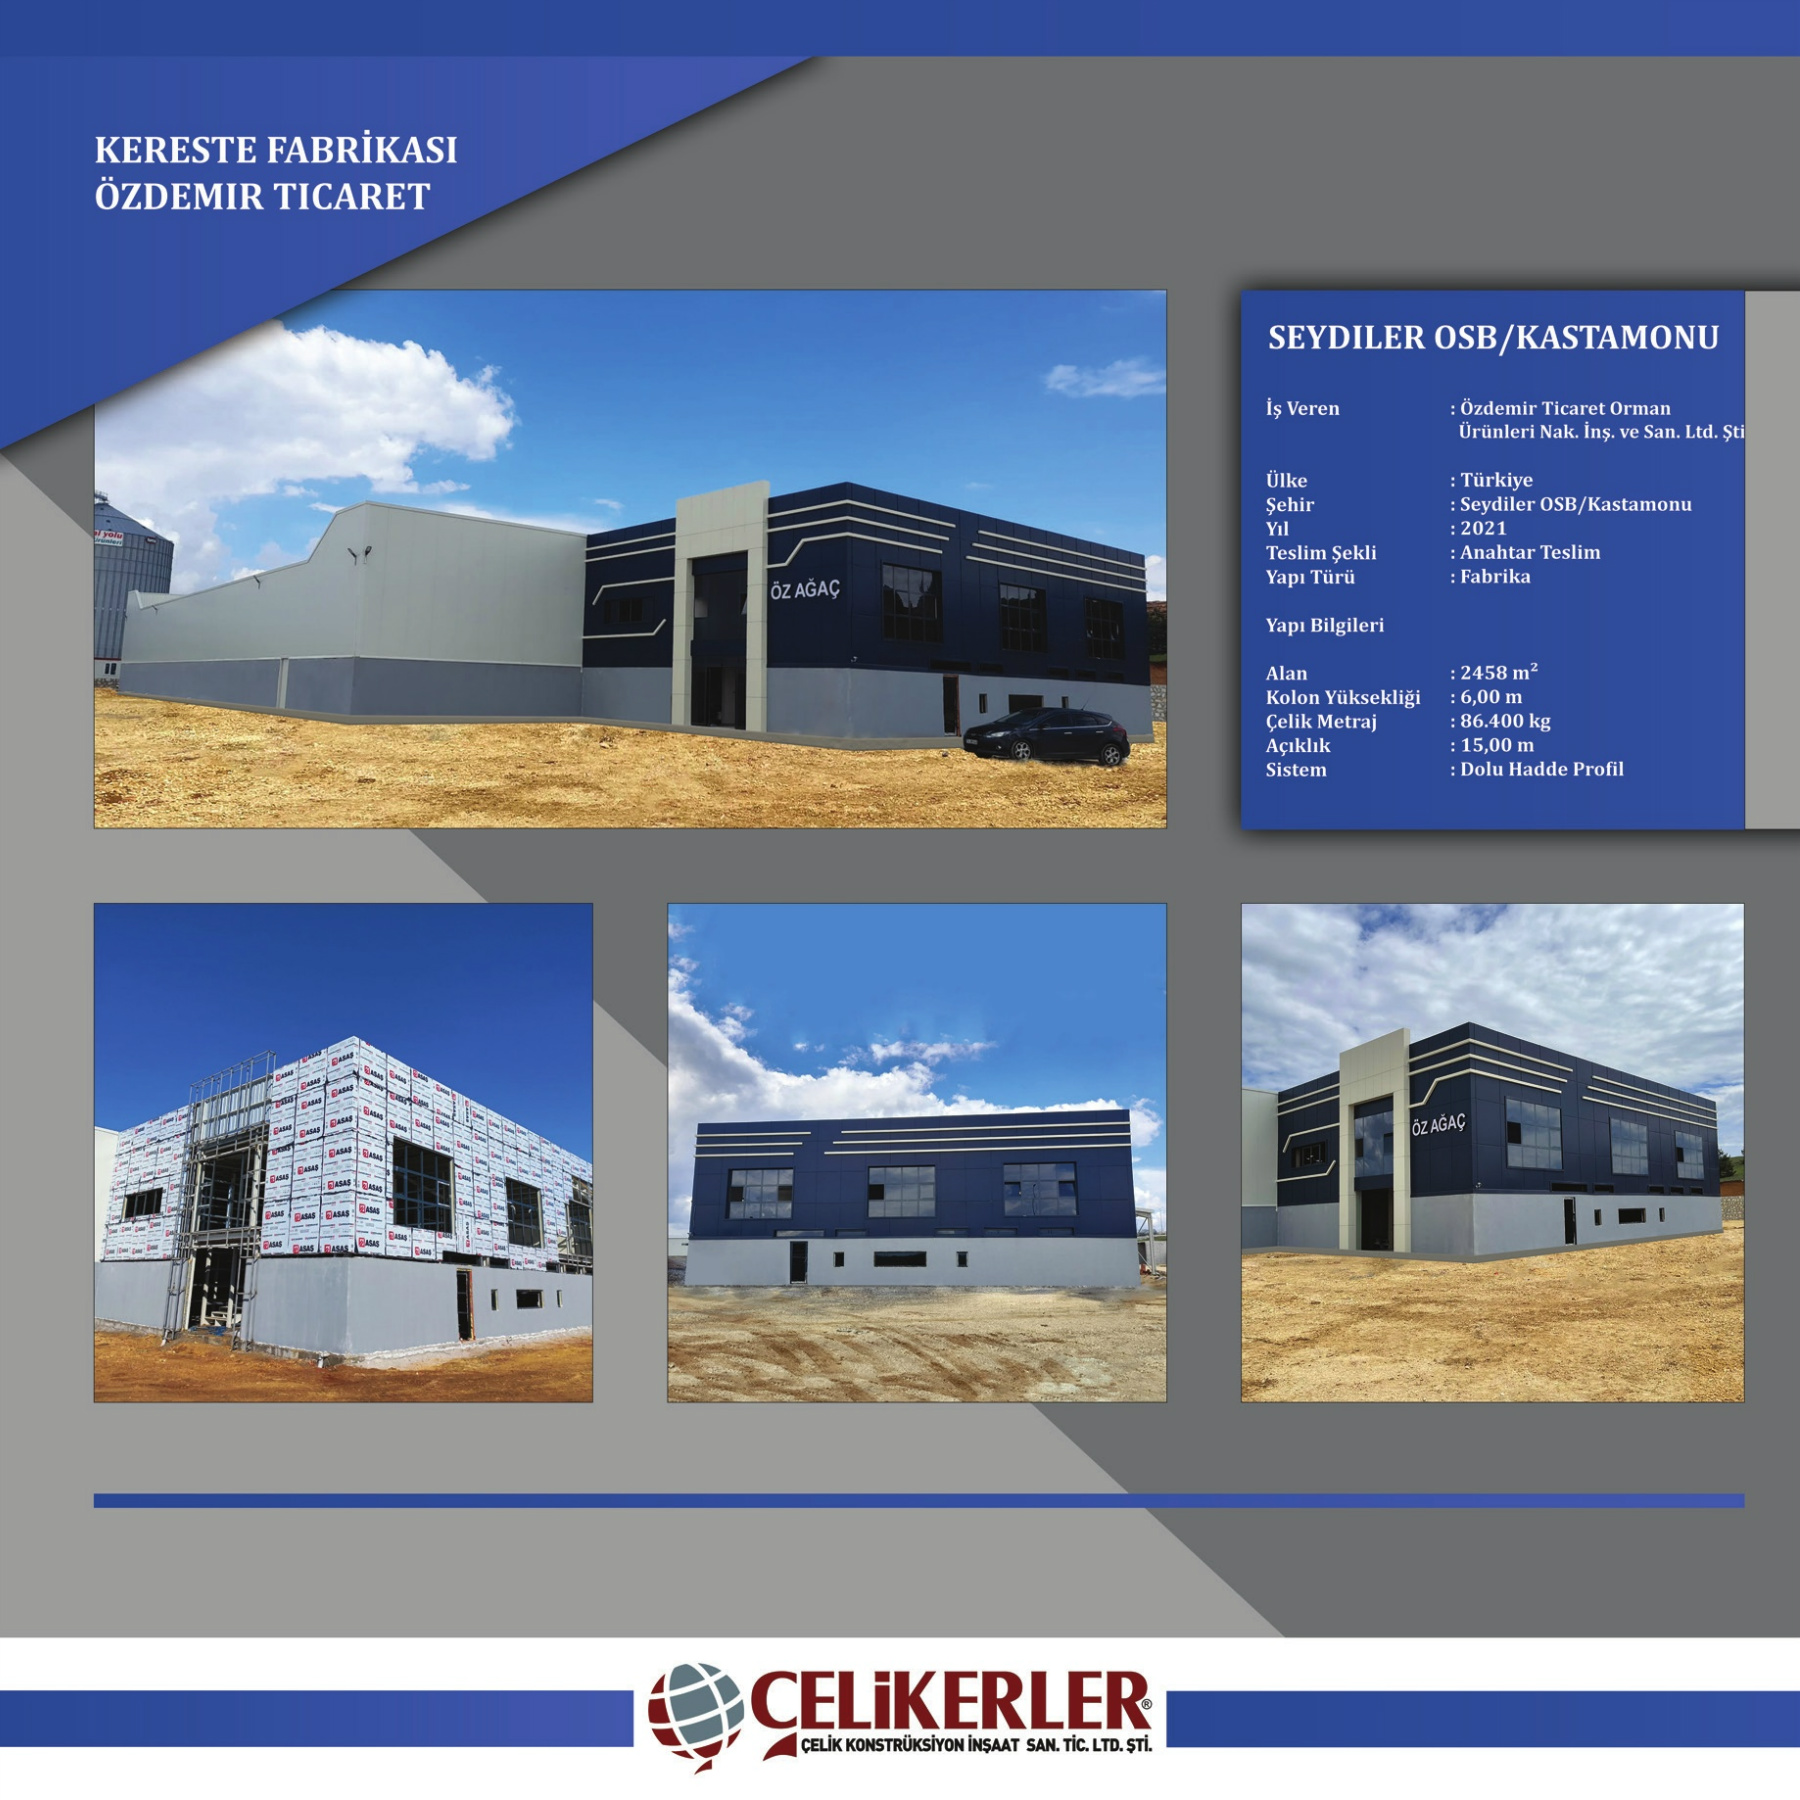 KERESTE FABRİKASI
ÖZDEMIR TICARET
SEYDILER OSB/KASTAMONU
İş Veren : Özdemir Ticaret Orman
Ürünleri Nak. İnş. ve San. Ltd. Şti
Ülke : Türkiye
Şehir : Seydiler OSB/Kastamonu
Yıl : 2021
Teslim Şekli : Anahtar Teslim
Yapı Türü : Fabrika
Yapı Bilgileri
Alan : 2458 m²
Kolon Yüksekliği : 6,00 m
Çelik Metraj : 86.400 kg
Açıklık : 15,00 m
Sistem : Dolu Hadde Profil
yolu
ÖZ AĞAÇ
ASAŞ
ÖZ AĞAÇ
ÇELiKERLER®
ÇELİK KONSTRÜKSİYON İNŞAAT SAN. TİC. LTD. ŞTİ.